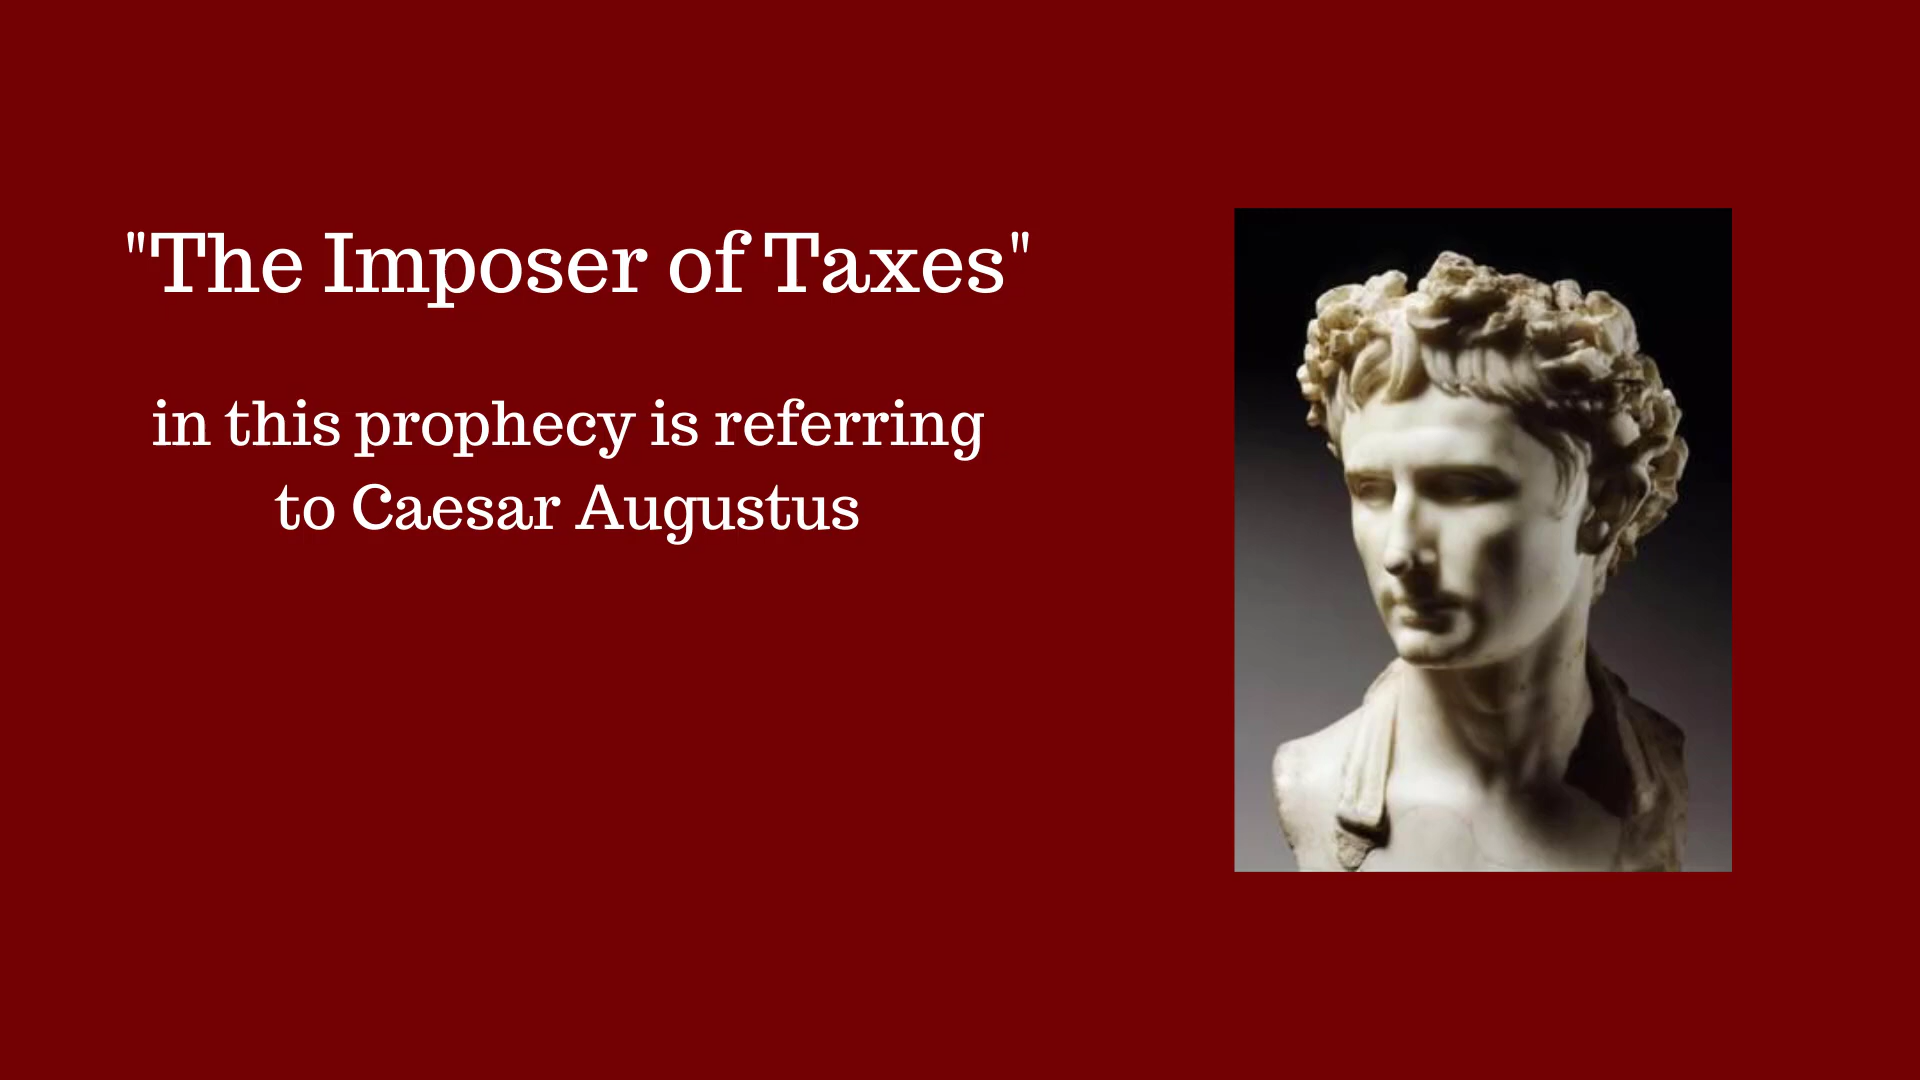 "The Imposer of Taxes"
in this prophecy is referring
to Caesar Augustus